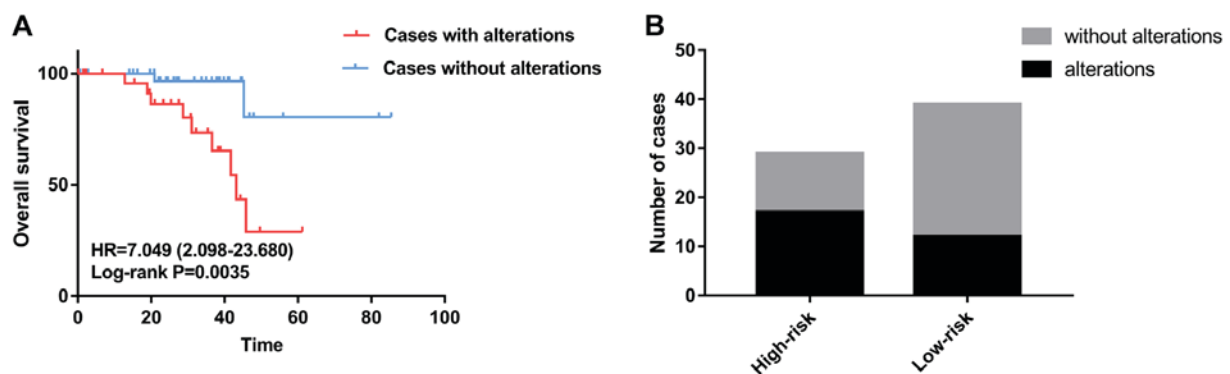 A
Cases with alterations
Cases without alterations
Overall survival
100
50
0
HR=7.049 (2.098-23.680)
Log-rank P=0.0035
0 20 40 60 80 100
Time
B
without alterations
alterations
Number of cases
50
40
30
20
10
0
High-risk
Low-risk